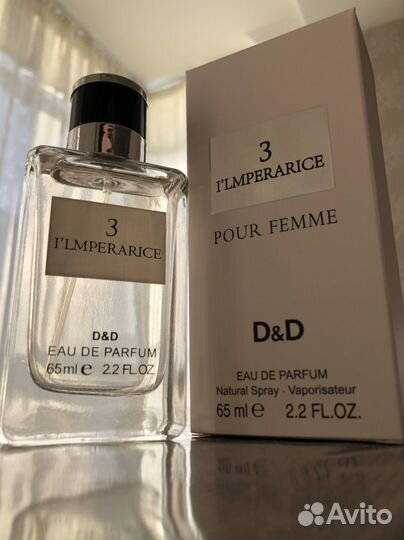 3
I'LMPERARICE
D&D
EAU DE PARFUM
65ml e 2.2 FL.OZ.
3
I'LMPERARICE
POUR FEMME
D&D
EAU DE PARFUM
Natural Spray - Vaporisateur
65 ml e 2.2 FL.OZ.
Avito